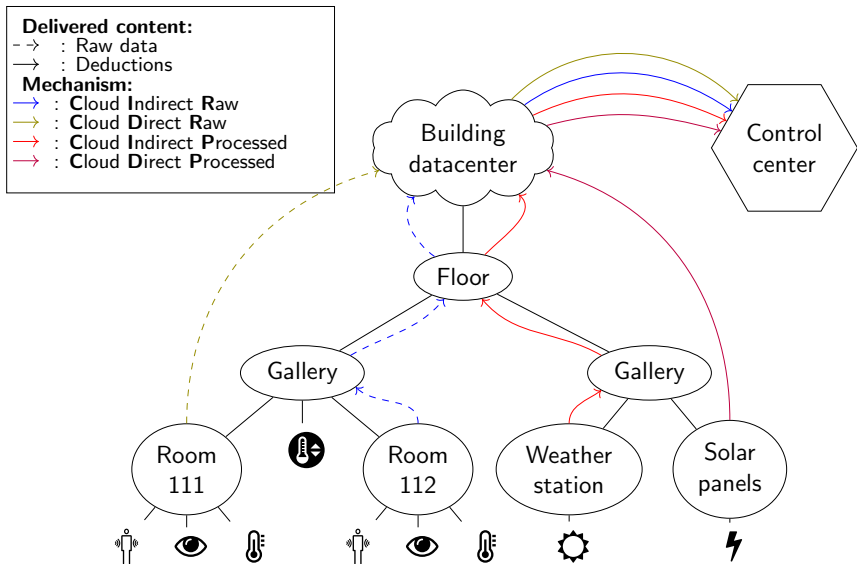 Delivered content:
: Raw data
: Deductions
Mechanism:
: Cloud Indirect Raw
: Cloud Direct Raw
: Cloud Indirect Processed
: Cloud Direct Processed
Building
datacenter
Control
center
Floor
Gallery
Gallery
Room
111
Room
112
Weather
station
Solar
panels